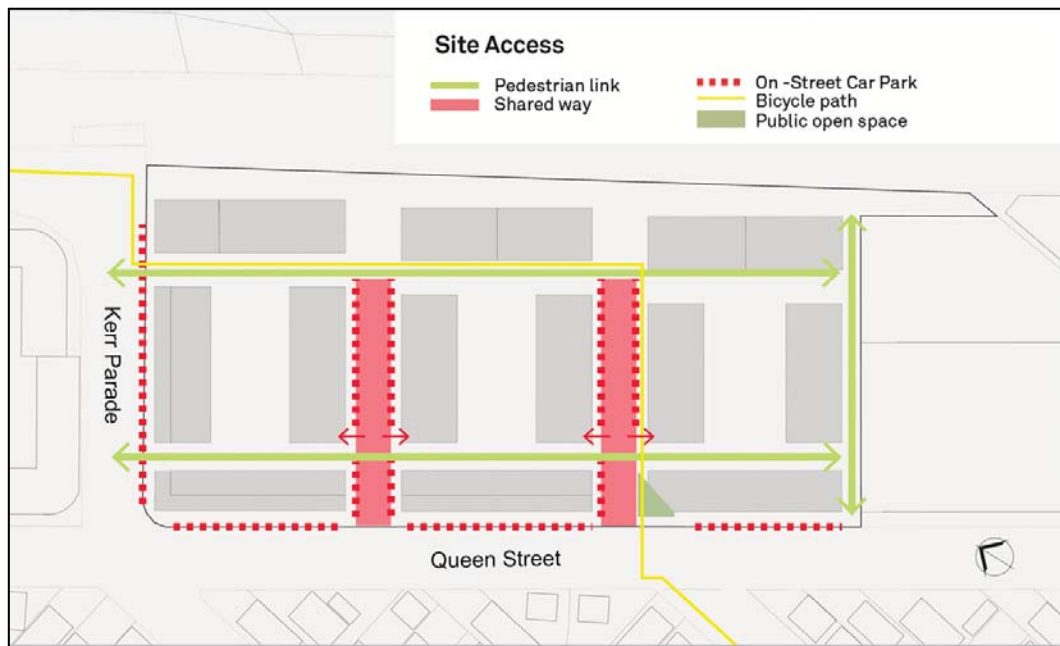 Site Access
Pedestrian link
Shared way
On -Street Car Park
Bicycle path
Public open space
Kerr Parade
Queen Street